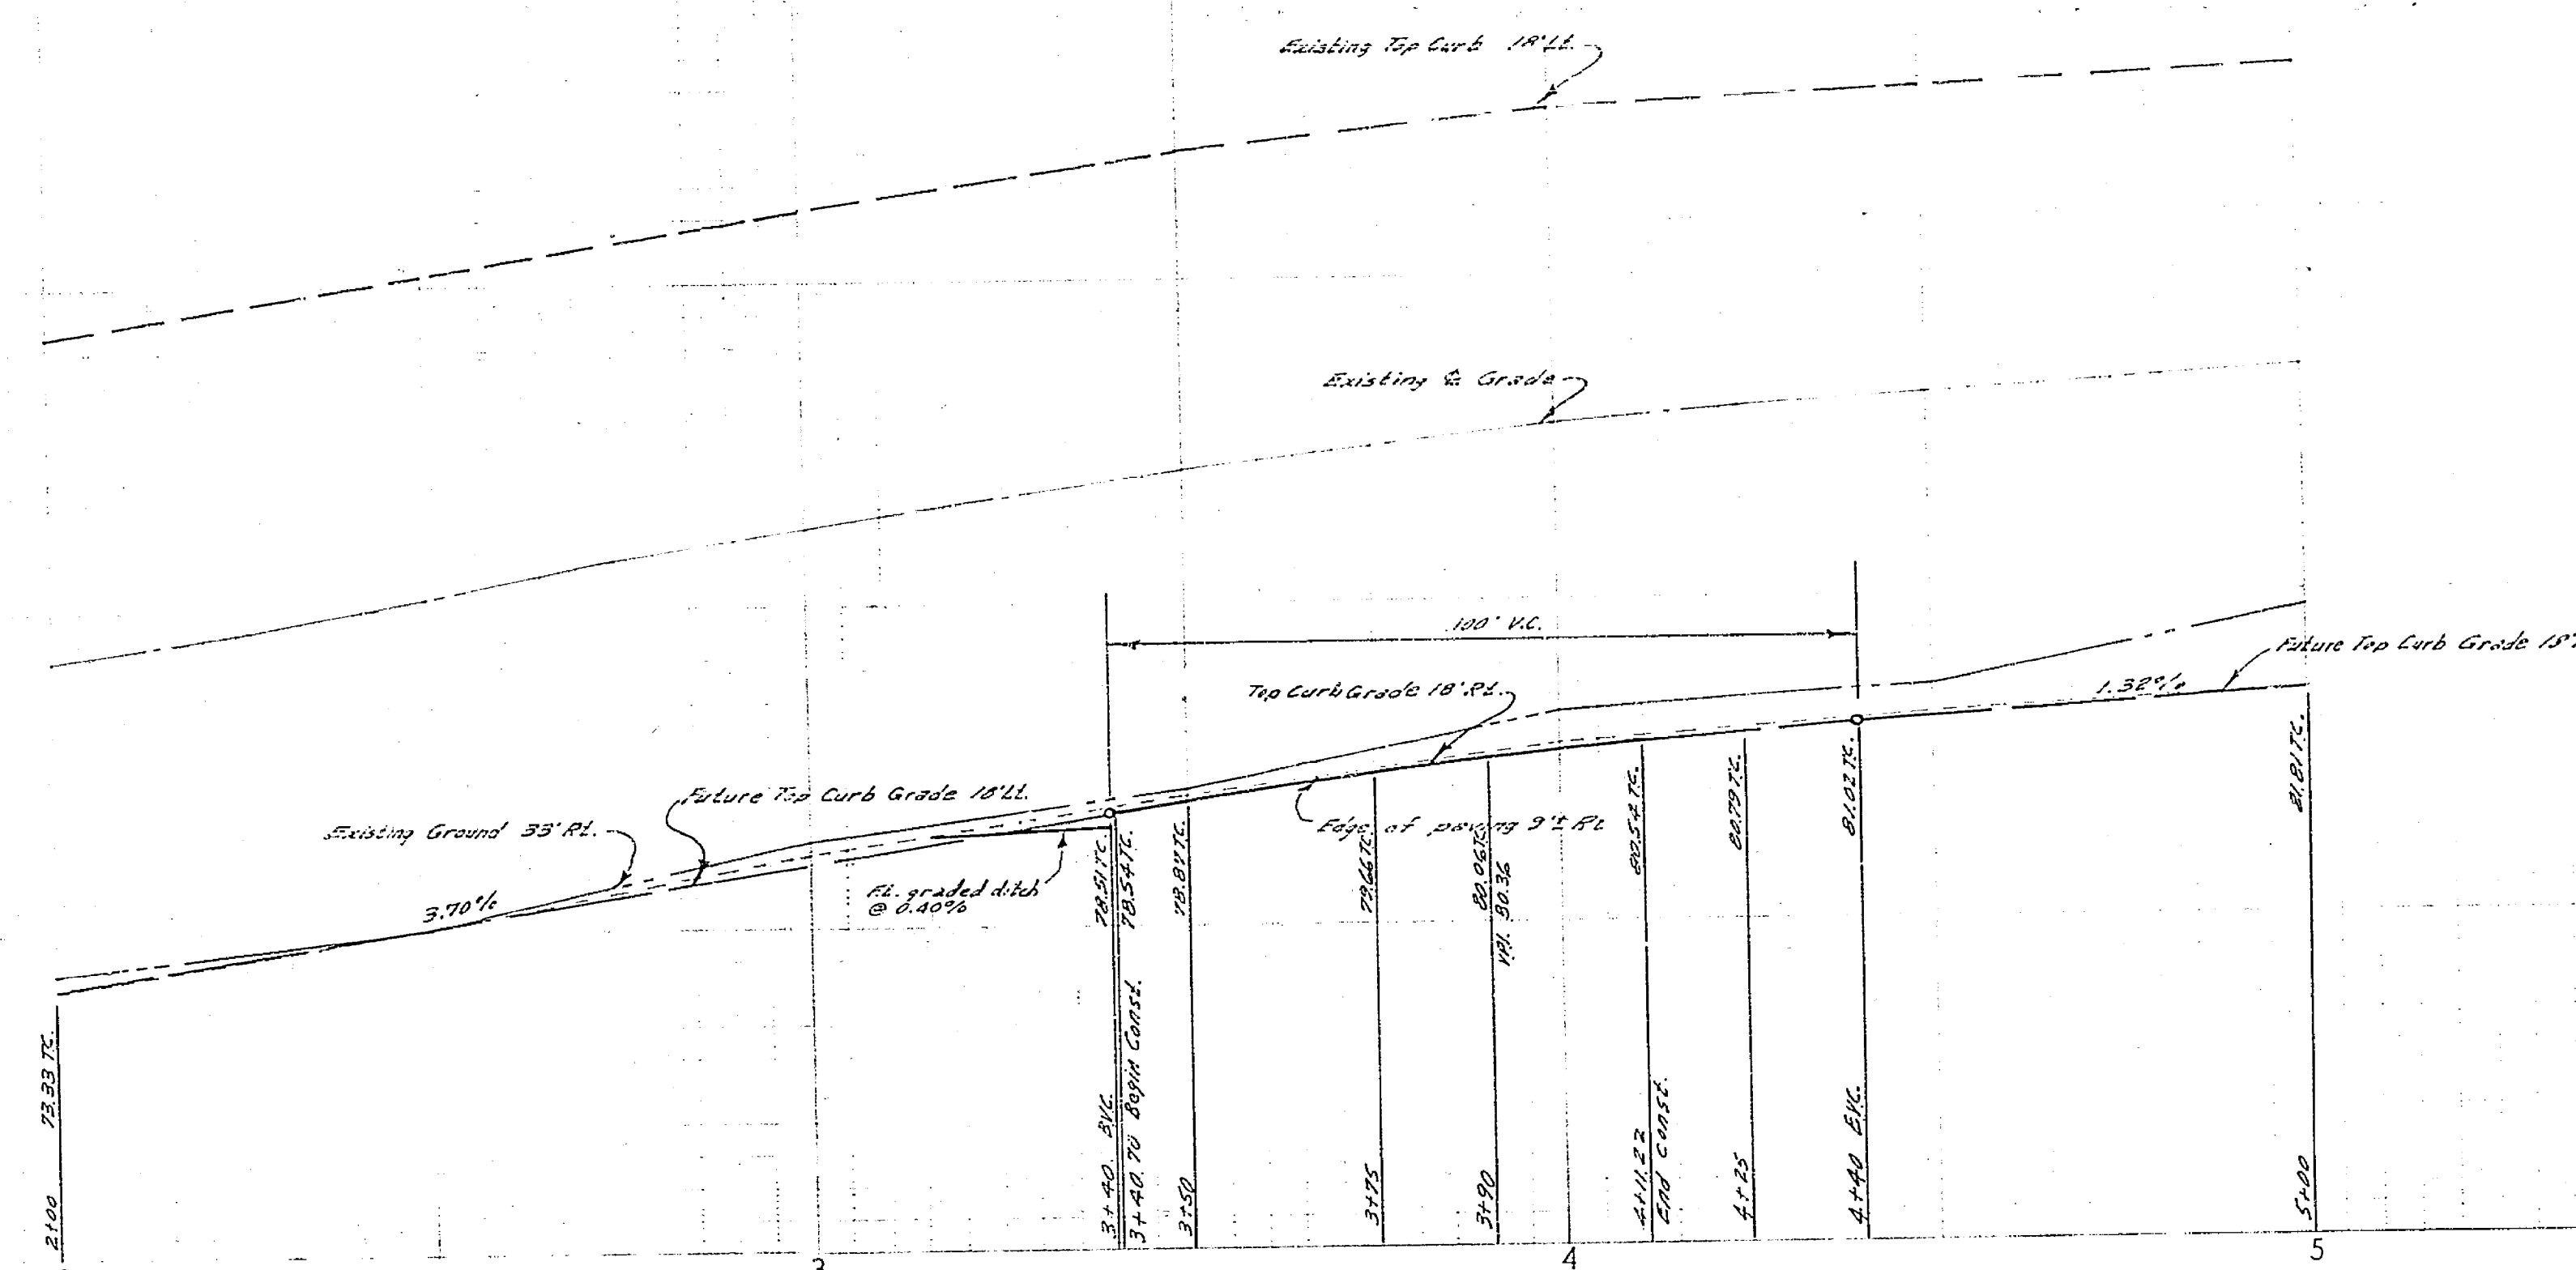 Existing Top Curb 18' Lt.
Existing ℄ Grade
100' V.C.
Top Curb Grade 18' Rt.
1.32%
Future Top Curb Grade 18'
Future Top Curb Grade 18' Lt.
Existing Ground 33' Rt.
3.70%
F.L. graded ditch
@ 0.40%
Edge of paving 9'± Rt
2+00 73.33 T.C.
3+40 B.V.C. 78.51 T.C.
3+40.70 Begin Const. 78.54 T.C.
3+50 78.87 T.C.
3+75 79.66 T.C.
3+90 80.06 T.C.
V.P.I. 80.36
4+11.22 80.54 T.C.
End Const.
4+25 80.79 T.C.
4+40 E.V.C. 81.02 T.C.
5+00 81.81 T.C.
3 4 5